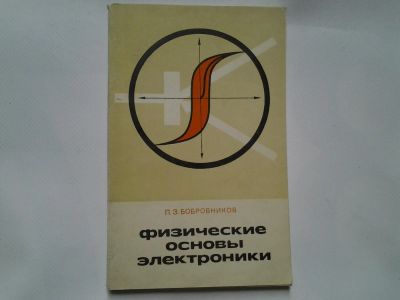 П.З.БОБРОВНИКОВ
физические
основы
электроники